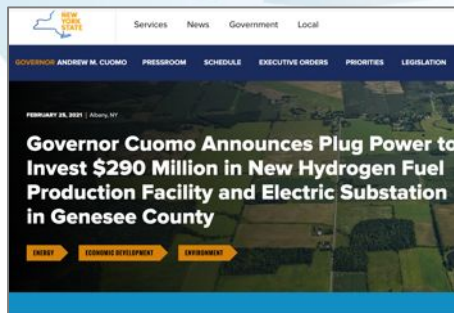 NEW
YORK
STATE
Services News Government Local
GOVERNOR ANDREW M. CUOMO PRESSROOM SCHEDULE EXECUTIVE ORDERS PRIORITIES LEGISLATION
FEBRUARY 25, 2021 | Albany, NY
Governor Cuomo Announces Plug Power to
Invest $290 Million in New Hydrogen Fuel
Production Facility and Electric Substation
in Genesee County
ENERGY ECONOMIC DEVELOPMENT ENVIRONMENT